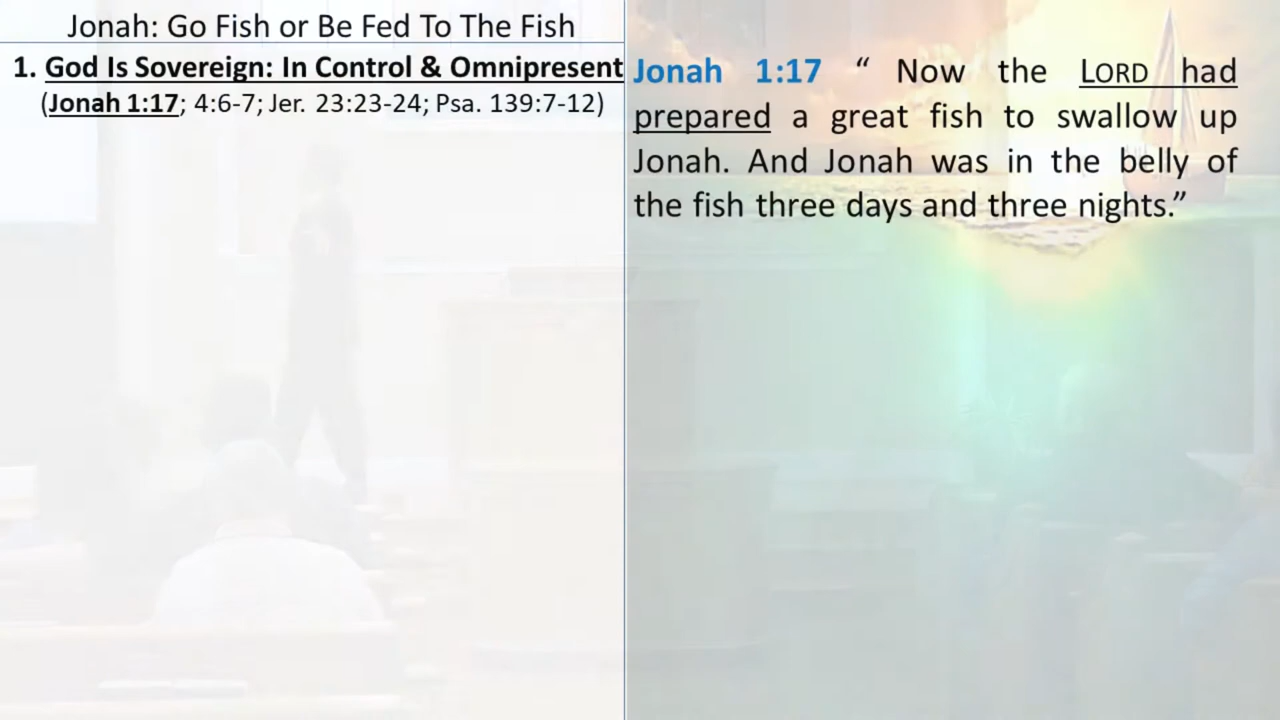 Jonah: Go Fish or Be Fed To The Fish
1. God Is Sovereign: In Control & Omnipresent
(Jonah 1:17; 4:6-7; Jer. 23:23-24; Psa. 139:7-12)
Jonah 1:17 “ Now the LORD had
prepared a great fish to swallow up
Jonah. And Jonah was in the belly of
the fish three days and three nights.”